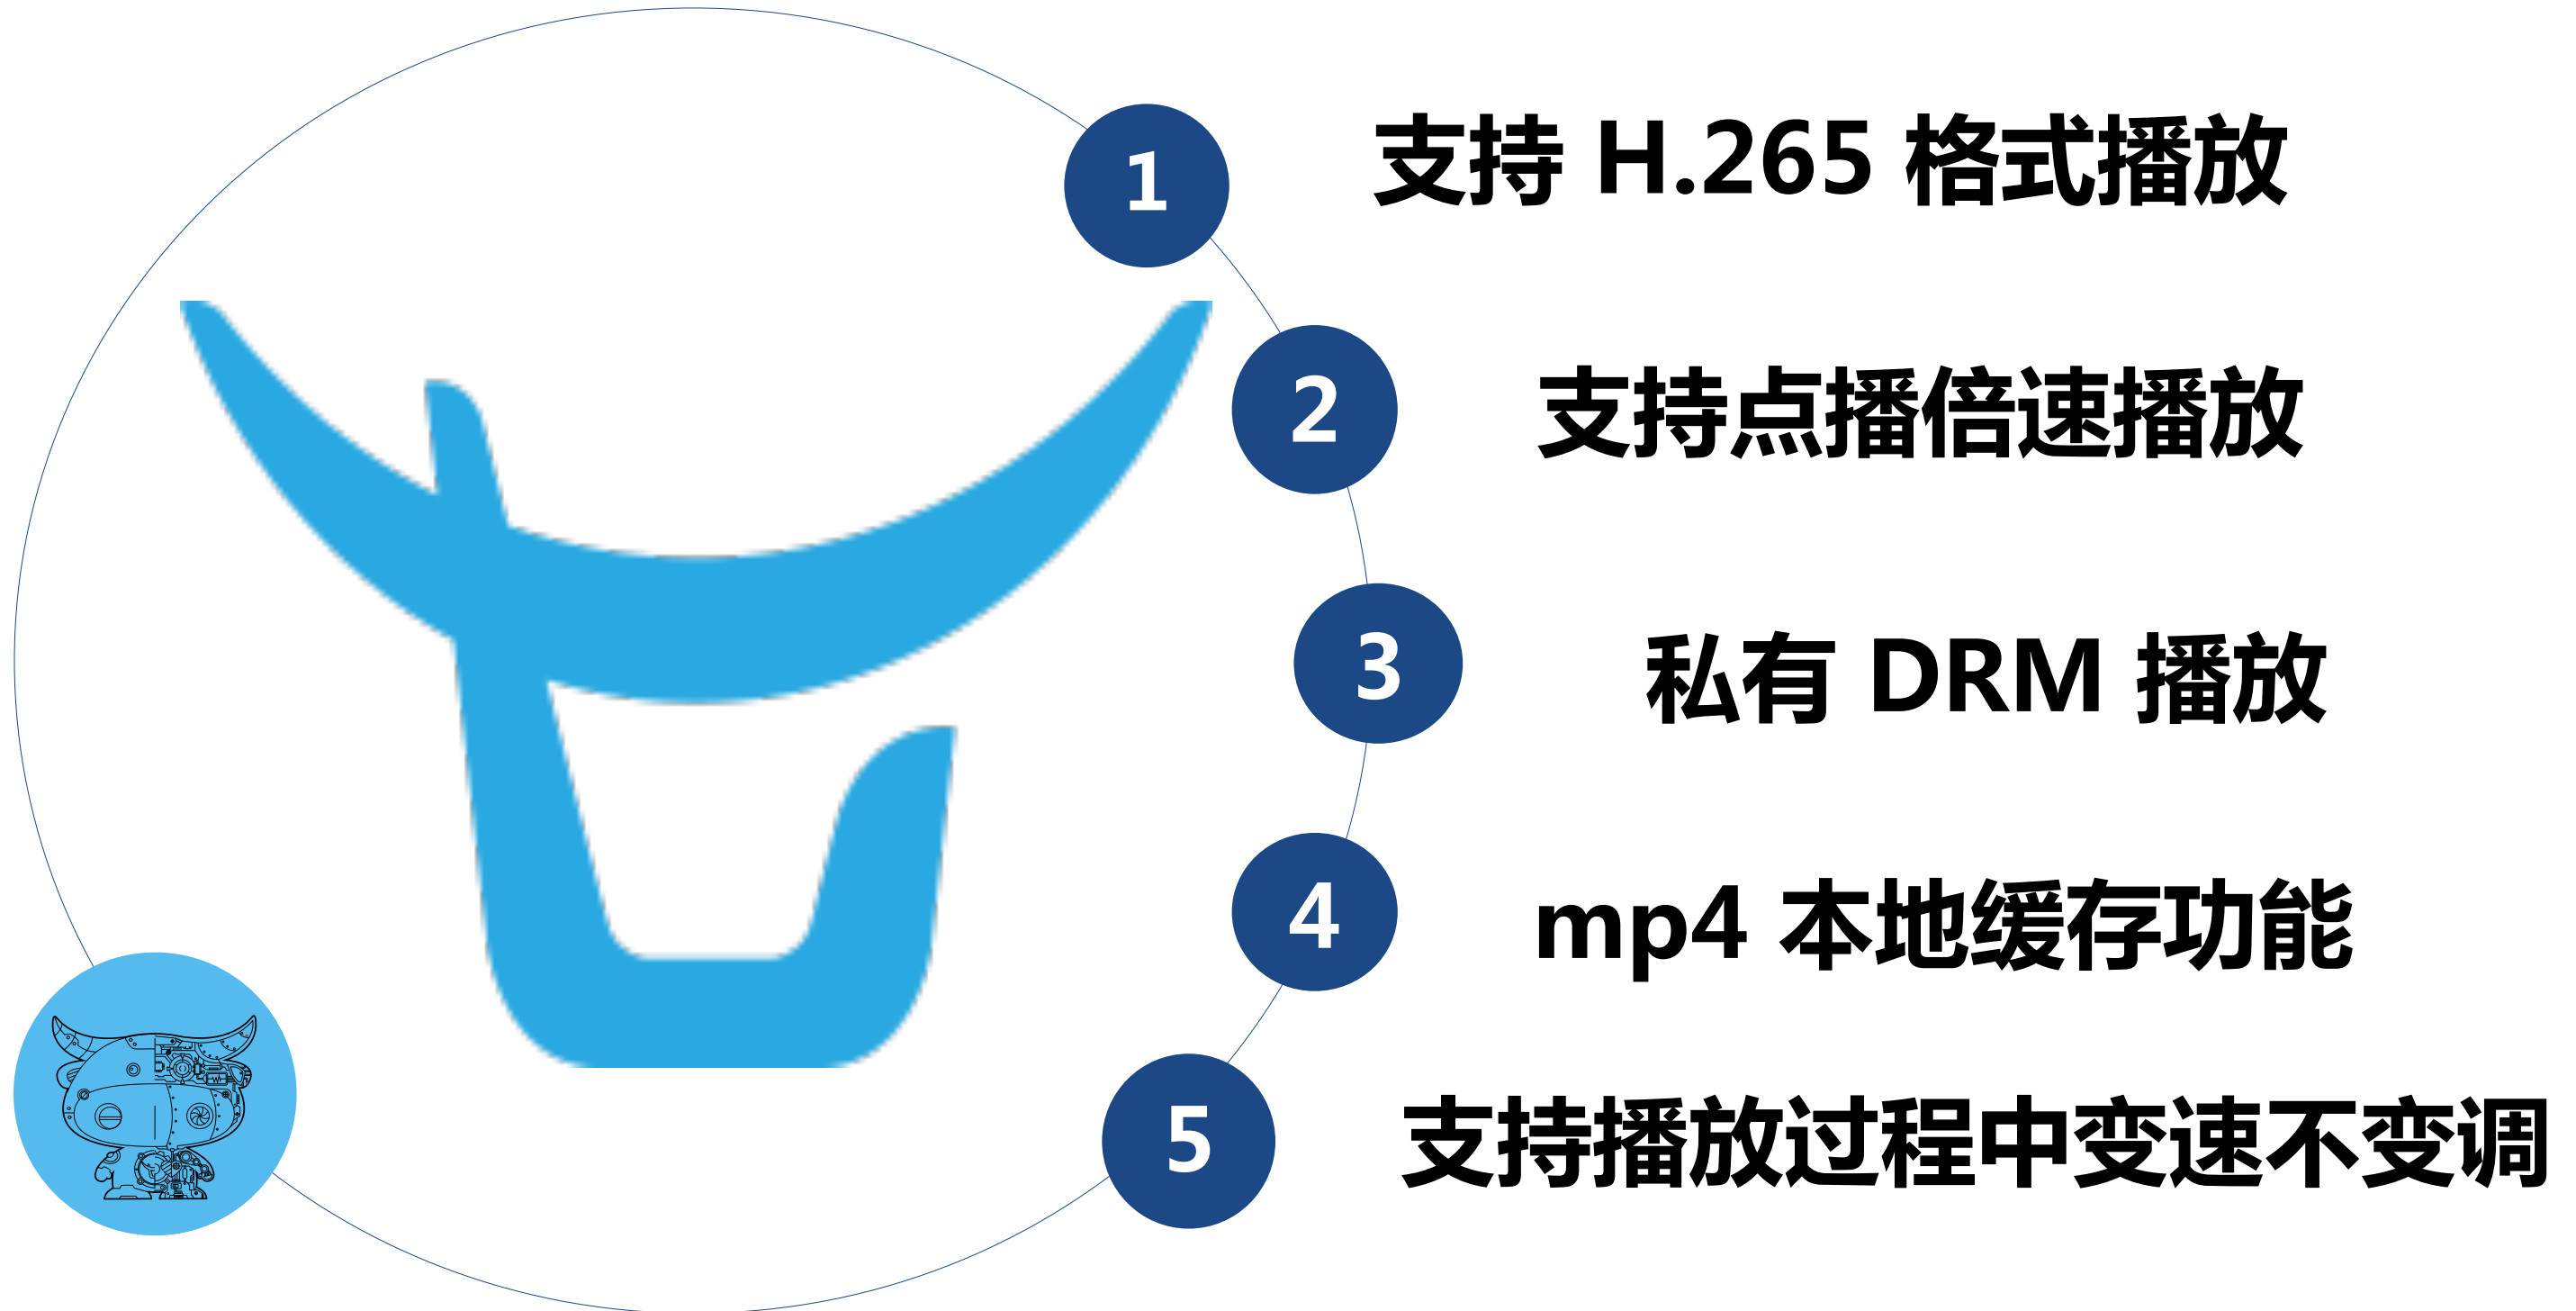 1
支持 H.265 格式播放
2
支持点播倍速播放
3
私有 DRM 播放
4
mp4 本地缓存功能
5
支持播放过程中变速不变调